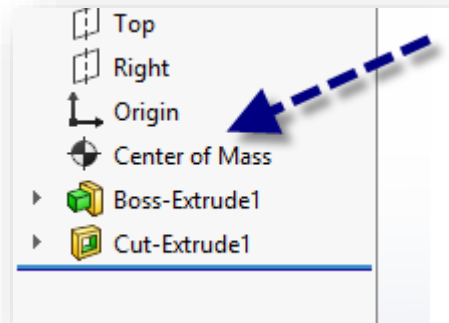 Top
Right
Origin
Center of Mass
Boss-Extrude1
Cut-Extrude1